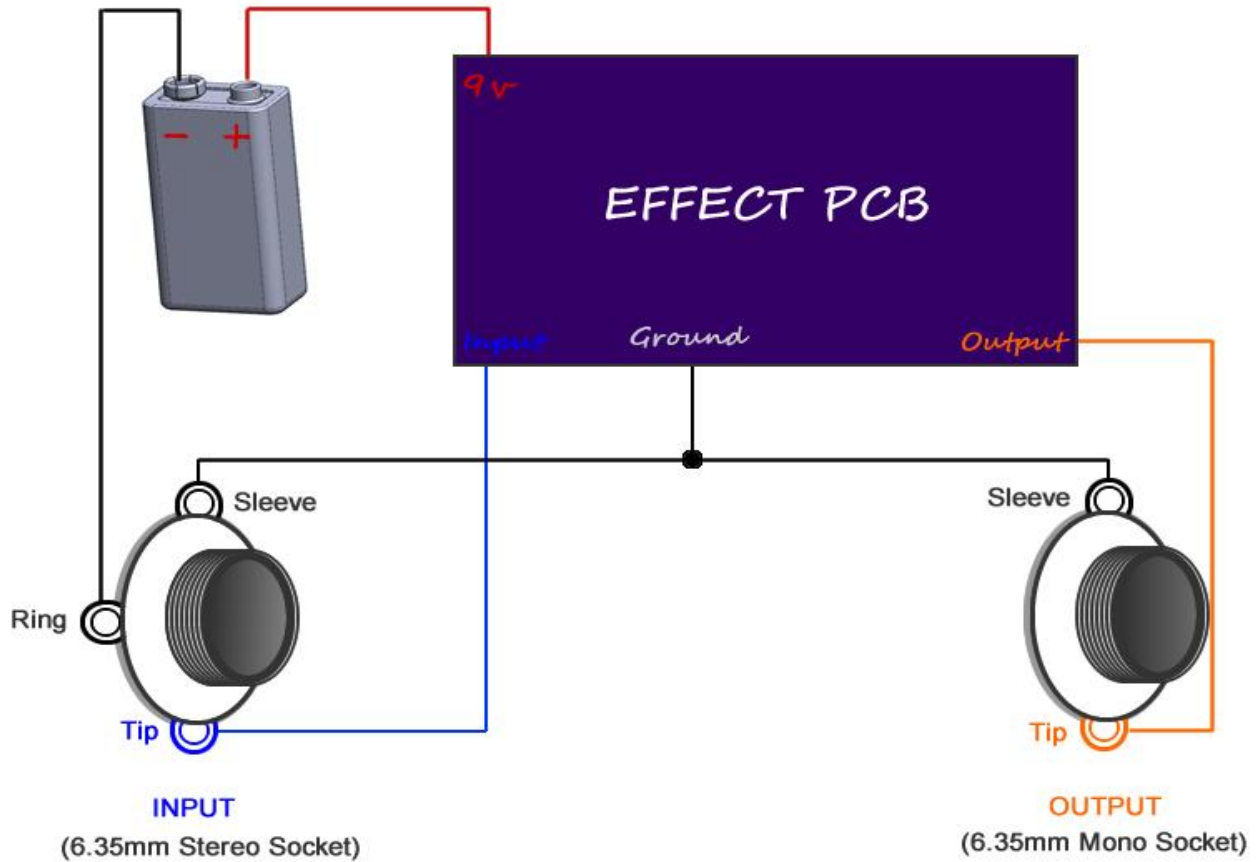 - +
9v
EFFECT PCB
Input
Ground
Output
Sleeve
Sleeve
Ring
Tip
Tip
INPUT
(6.35mm Stereo Socket)
OUTPUT
(6.35mm Mono Socket)